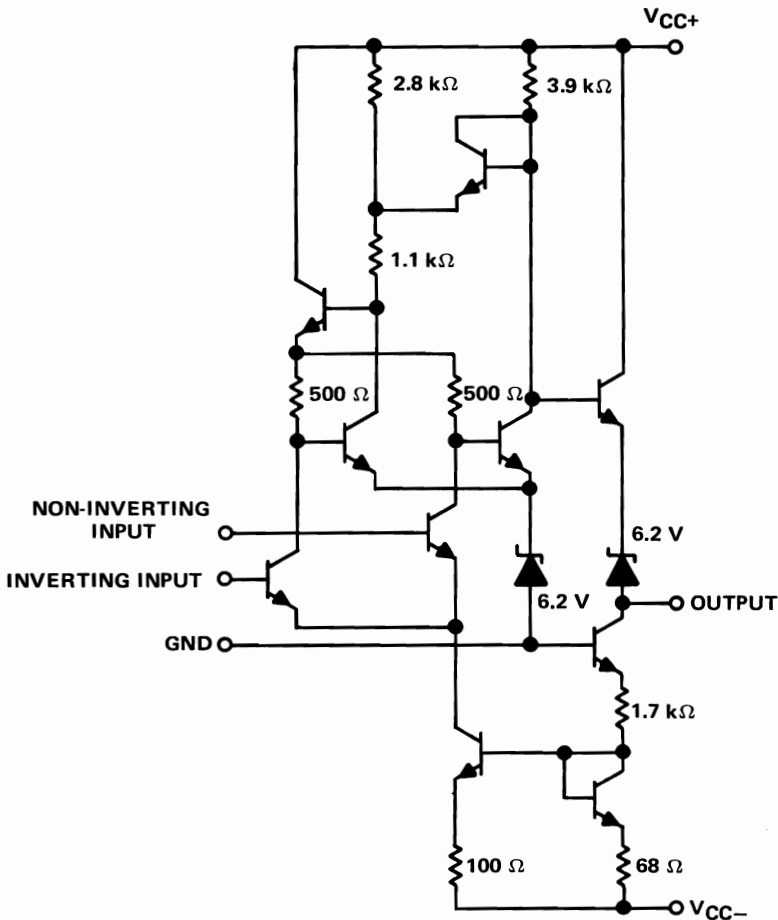 VCC+
2.8 kΩ
3.9 kΩ
1.1 kΩ
500 Ω
500 Ω
NON-INVERTING
INPUT
6.2 V
INVERTING INPUT
6.2 V
OUTPUT
GND
1.7 kΩ
100 Ω
68 Ω
VCC–